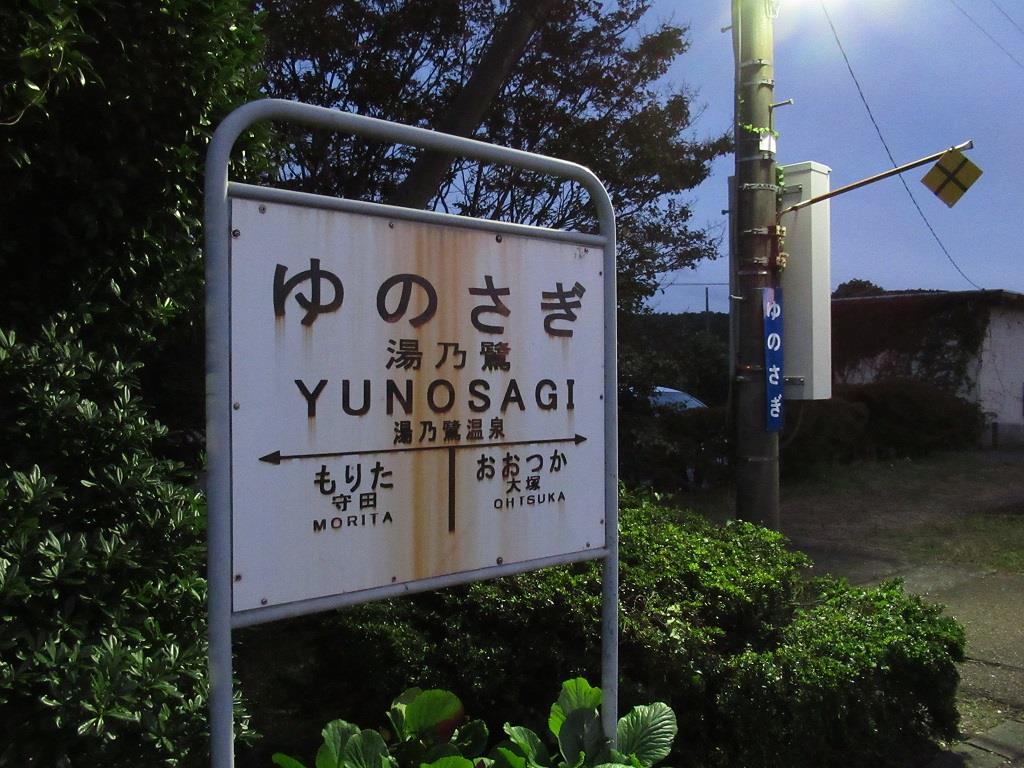 ゆのさぎ
湯乃鷺
YUNOSAGI
湯乃鷺温泉
もりた
守田
MORITA
おおつか
大塚
OHTSUKA
ゆのさぎ